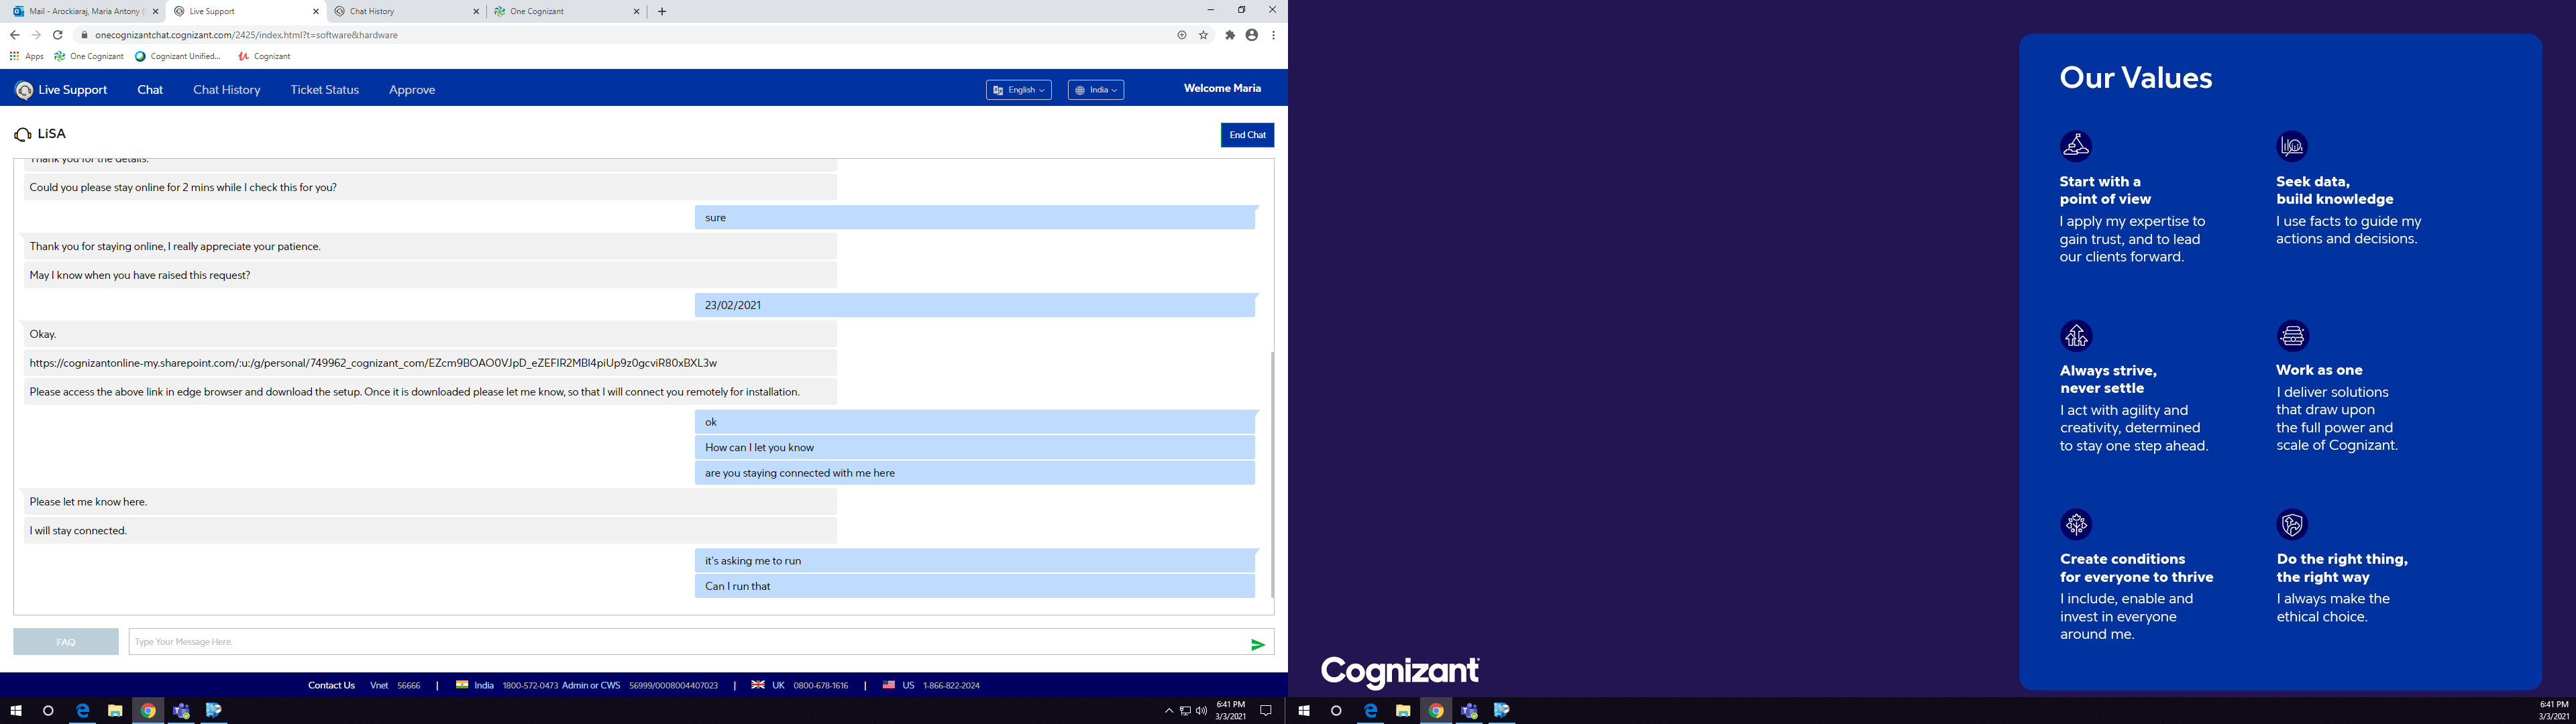 Mail - Arockiaraj, Maria Antony
Live Support
Chat History
One Cognizant
onecognizantchat.cognizant.com/2425/index.html?t=software&hardware
Apps
One Cognizant
Cognizant Unified...
Cognizant
Live Support
Chat
Chat History
Ticket Status
Approve
English
India
Welcome Maria
LiSA
End Chat
Thank you for the details.
Could you please stay online for 2 mins while I check this for you?
sure
Thank you for staying online, I really appreciate your patience.
May I know when you have raised this request?
23/02/2021
Okay.
https://cognizantonline-my.sharepoint.com/:u:/g/personal/749962_cognizant_com/EZcm9BOAO0VJpD_eZEFIR2MBl4piUp9z0gcviR80xBXL3w
Please access the above link in edge browser and download the setup. Once it is downloaded please let me know, so that I will connect you remotely for installation.
ok
How can I let you know
are you staying connected with me here
Please let me know here.
I will stay connected.
it's asking me to run
Can I run that
FAQ
Type Your Message Here.
Contact Us Vnet 56666 | India 1800-572-0473 Admin or CWS 56999/0008004407023 | UK 0800-678-1616 | US 1-866-822-2024
6:41 PM
3/3/2021
Our Values
Start with a
point of view
I apply my expertise to
gain trust, and to lead
our clients forward.
Seek data,
build knowledge
I use facts to guide my
actions and decisions.
Always strive,
never settle
I act with agility and
creativity, determined
to stay one step ahead.
Work as one
I deliver solutions
that draw upon
the full power and
scale of Cognizant.
Create conditions
for everyone to thrive
I include, enable and
invest in everyone
around me.
Do the right thing,
the right way
I always make the
ethical choice.
Cognizant
6:41 PM
3/3/2021